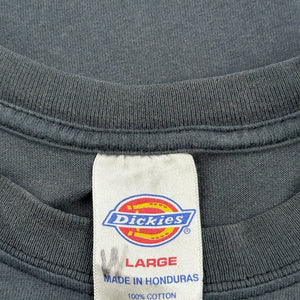 Dickies
LARGE
MADE IN HONDURAS
100% COTTON